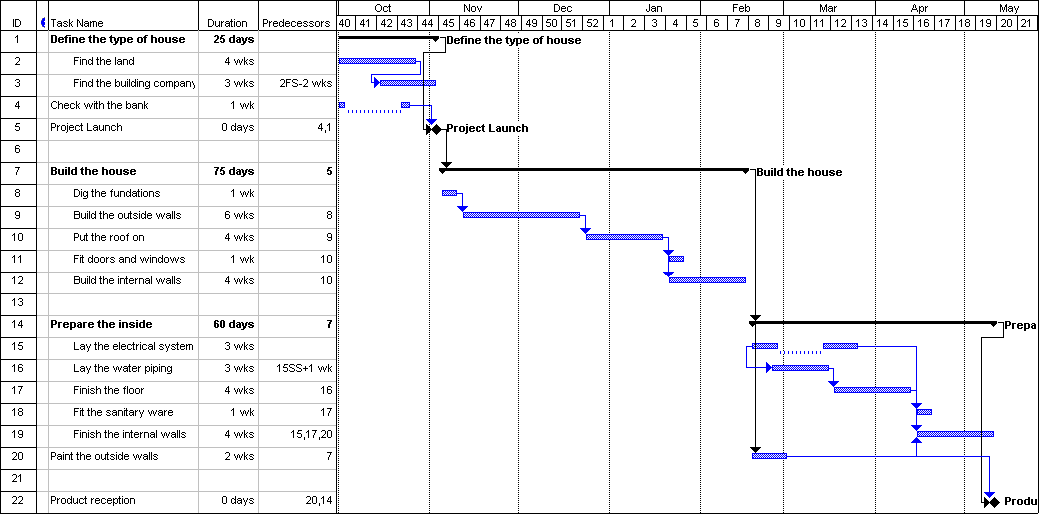 Oct Nov Dec Jan Feb Mar Apr May
ID Task Name Duration Predecessors 40 41 42 43 44 45 46 47 48 49 50 51 52 1 2 3 4 5 6 7 8 9 10 11 12 13 14 15 16 17 18 19 20 21
1 Define the type of house 25 days Define the type of house
2 Find the land 4 wks
3 Find the building company 3 wks 2FS-2 wks
4 Check with the bank 1 wk
5 Project Launch 0 days 4,1 Project Launch
6
7 Build the house 75 days 5 Build the house
8 Dig the fundations 1 wk
9 Build the outside walls 6 wks 8
10 Put the roof on 4 wks 9
11 Fit doors and windows 1 wk 10
12 Build the internal walls 4 wks 10
13
14 Prepare the inside 60 days 7 Prepa
15 Lay the electrical system 3 wks
16 Lay the water piping 3 wks 15SS+1 wk
17 Finish the floor 4 wks 16
18 Fit the sanitary ware 1 wk 17
19 Finish the internal walls 4 wks 15,17,20
20 Paint the outside walls 2 wks 7
21
22 Product reception 0 days 20,14 Produ